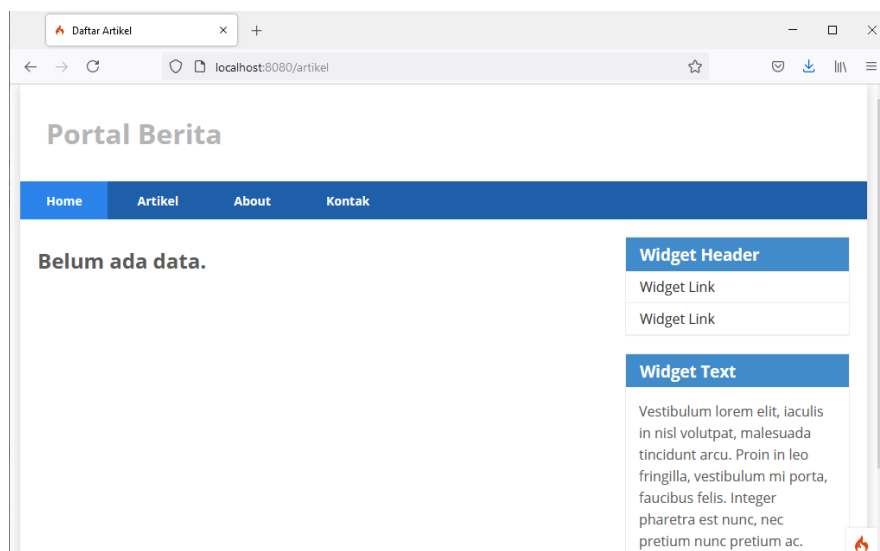 Daftar Artikel
localhost:8080/artikel
Portal Berita
Home Artikel About Kontak
Belum ada data.
Widget Header
Widget Link
Widget Link
Widget Text
Vestibulum lorem elit, iaculis
in nisl volutpat, malesuada
tincidunt arcu. Proin in leo
fringilla, vestibulum mi porta,
faucibus felis. Integer
pharetra est nunc, nec
pretium nunc pretium ac.